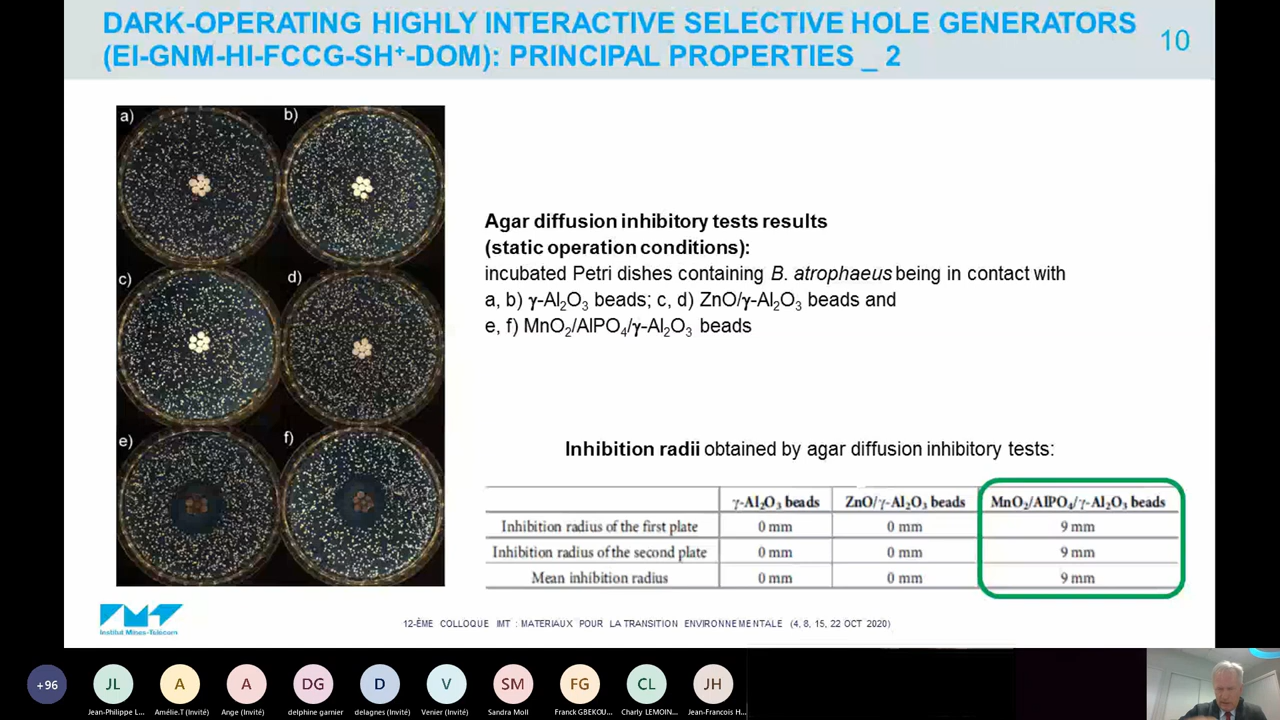 DARK-OPERATING HIGHLY INTERACTIVE SELECTIVE HOLE GENERATORS
(EI-GNM-HI-FCCG-SH⁺-DOM): PRINCIPAL PROPERTIES _ 2
10
a)
b)
c)
d)
e)
f)
Agar diffusion inhibitory tests results
(static operation conditions):
incubated Petri dishes containing B. atrophaeus being in contact with
a, b) γ-Al₂O₃ beads; c, d) ZnO/γ-Al₂O₃ beads and
e, f) MnO₂/AlPO₄/γ-Al₂O₃ beads
Inhibition radii obtained by agar diffusion inhibitory tests:
γ-Al₂O₃ beads ZnO/γ-Al₂O₃ beads MnO₂/AlPO₄/γ-Al₂O₃ beads
Inhibition radius of the first plate 0 mm 0 mm 9 mm
Inhibition radius of the second plate 0 mm 0 mm 9 mm
Mean inhibition radius 0 mm 0 mm 9 mm
IMT
Institut Mines-Télécom
12-ÈME COLLOQUE IMT : MATERIAUX POUR LA TRANSITION ENVIRONNEMENTALE (4, 8, 15, 22 OCT 2020)
+96 JL A A DG D V SM FG CL JH
Jean-Philippe L... Amélie.T (Invité) Ange (Invité) delphine garnier delagnes (Invité) Venier (Invité) Sandra Moll Franck GBEKOU... Charly LEMOIN... Jean-Francois H...